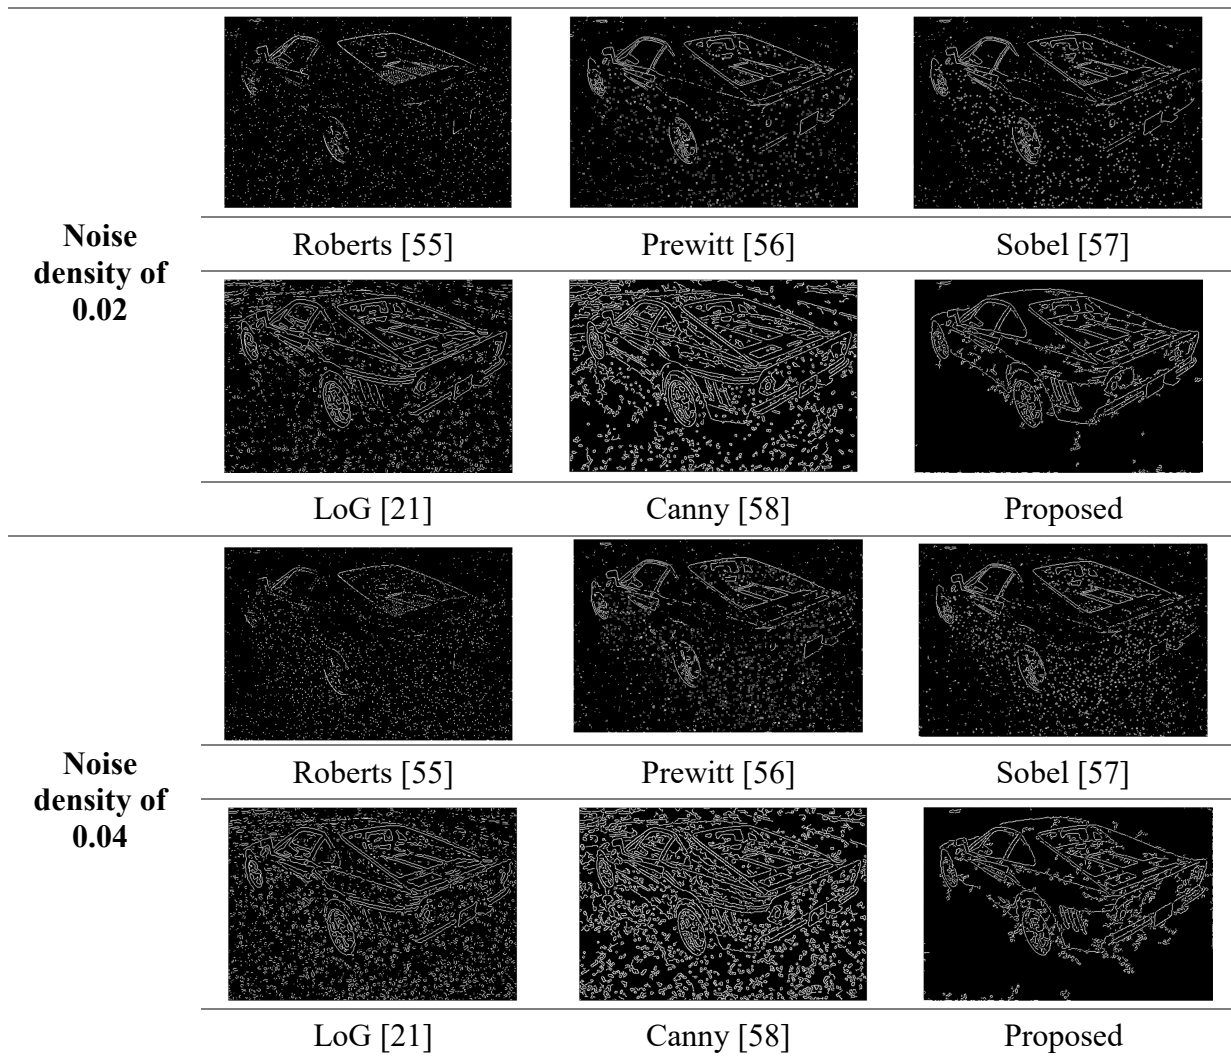 Noise
density of
0.02
Roberts [55] Prewitt [56] Sobel [57]
LoG [21] Canny [58] Proposed
Noise
density of
0.04
Roberts [55] Prewitt [56] Sobel [57]
LoG [21] Canny [58] Proposed